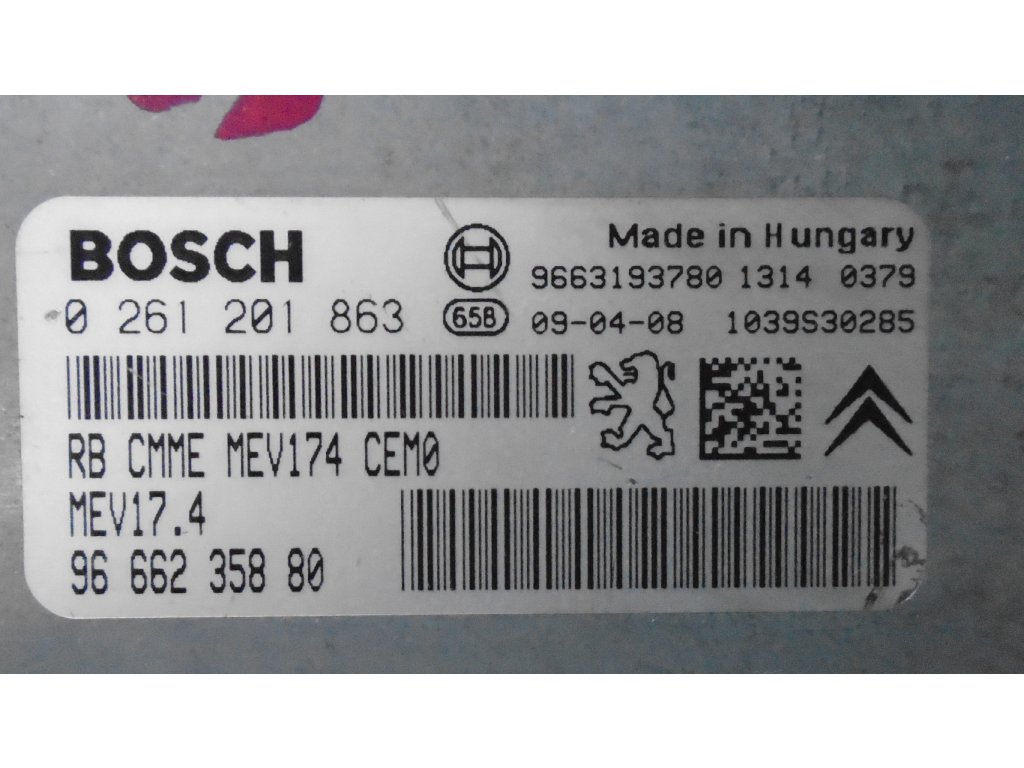 BOSCH
Made in Hungary
9663193780 1314 0379
0 261 201 863
658
09-04-08 1039S30285
RB CMME MEV174 CEM0
MEV17.4
96 662 358 80